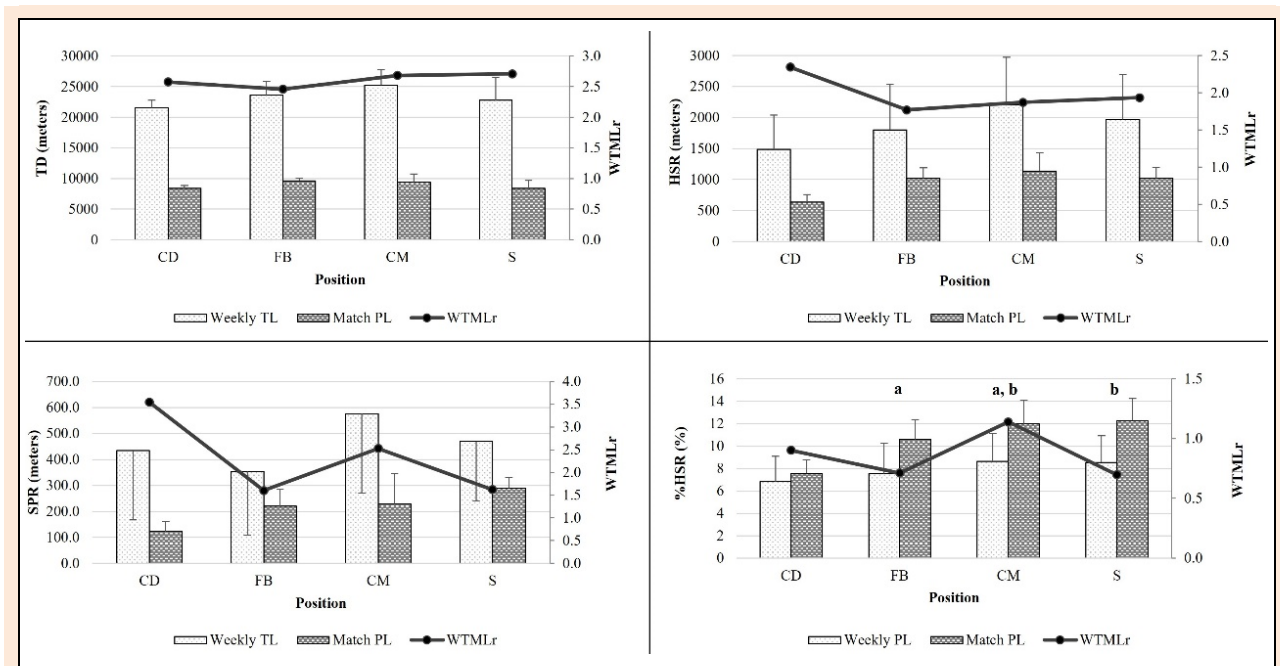 30000
25000
20000
15000
10000
5000
0
TD (meters)
3.0
2.5
2.0
1.5
1.0
0.5
0.0
WTMLr
CD FB CM S
Position
Weekly TL Match PL WTMLr
3500
3000
2500
2000
1500
1000
500
0
HSR (meters)
2.5
2.0
1.5
1.0
0.5
0.0
WTMLr
CD FB CM S
Position
Weekly TL Match PL WTMLr
700.0
600.0
500.0
400.0
300.0
200.0
100.0
0.0
SPR (meters)
4.0
3.5
3.0
2.5
2.0
1.5
1.0
0.5
0.0
WTMLr
CD FB CM S
Position
Weekly TL Match PL WTMLr
16
14
12
10
8
6
4
2
0
%HSR (%)
a a, b b
1.5
1.0
0.5
0.0
WTMLr
CD FB CM S
Position
Weekly PL Match PL WTMLr